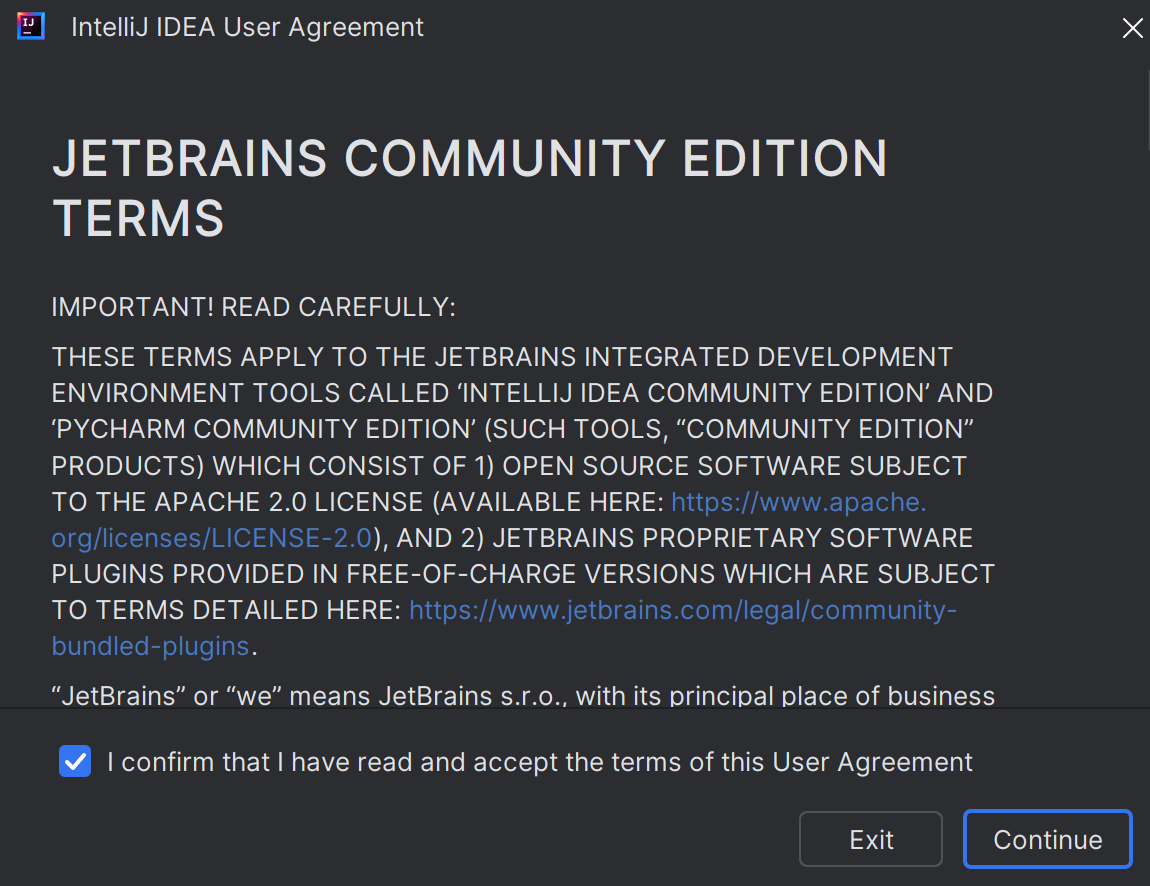 IJ
IntelliJ IDEA User Agreement
JETBRAINS COMMUNITY EDITION
TERMS
IMPORTANT! READ CAREFULLY:
THESE TERMS APPLY TO THE JETBRAINS INTEGRATED DEVELOPMENT
ENVIRONMENT TOOLS CALLED ‘INTELLIJ IDEA COMMUNITY EDITION’ AND
‘PYCHARM COMMUNITY EDITION’ (SUCH TOOLS, “COMMUNITY EDITION”
PRODUCTS) WHICH CONSIST OF 1) OPEN SOURCE SOFTWARE SUBJECT
TO THE APACHE 2.0 LICENSE (AVAILABLE HERE: https://www.apache.
org/licenses/LICENSE-2.0), AND 2) JETBRAINS PROPRIETARY SOFTWARE
PLUGINS PROVIDED IN FREE-OF-CHARGE VERSIONS WHICH ARE SUBJECT
TO TERMS DETAILED HERE: https://www.jetbrains.com/legal/community-
bundled-plugins.
“JetBrains” or “we” means JetBrains s.r.o., with its principal place of business
I confirm that I have read and accept the terms of this User Agreement
Exit
Continue